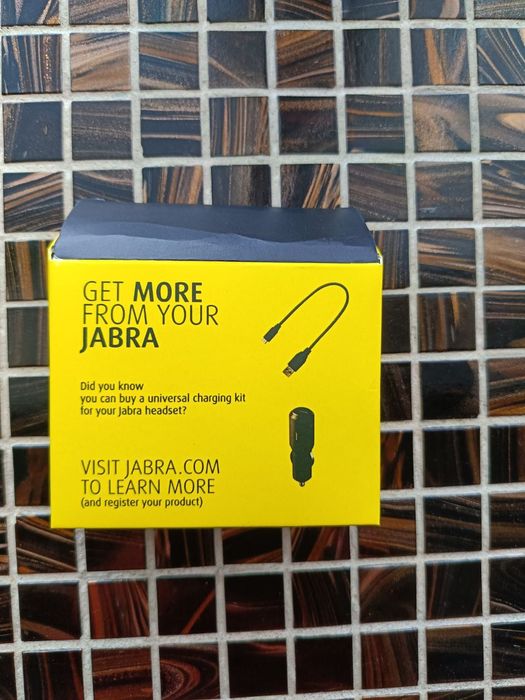 GET MORE
FROM YOUR
JABRA
Did you know
you can buy a universal charging kit
for your Jabra headset?
VISIT JABRA.COM
TO LEARN MORE
(and register your product)